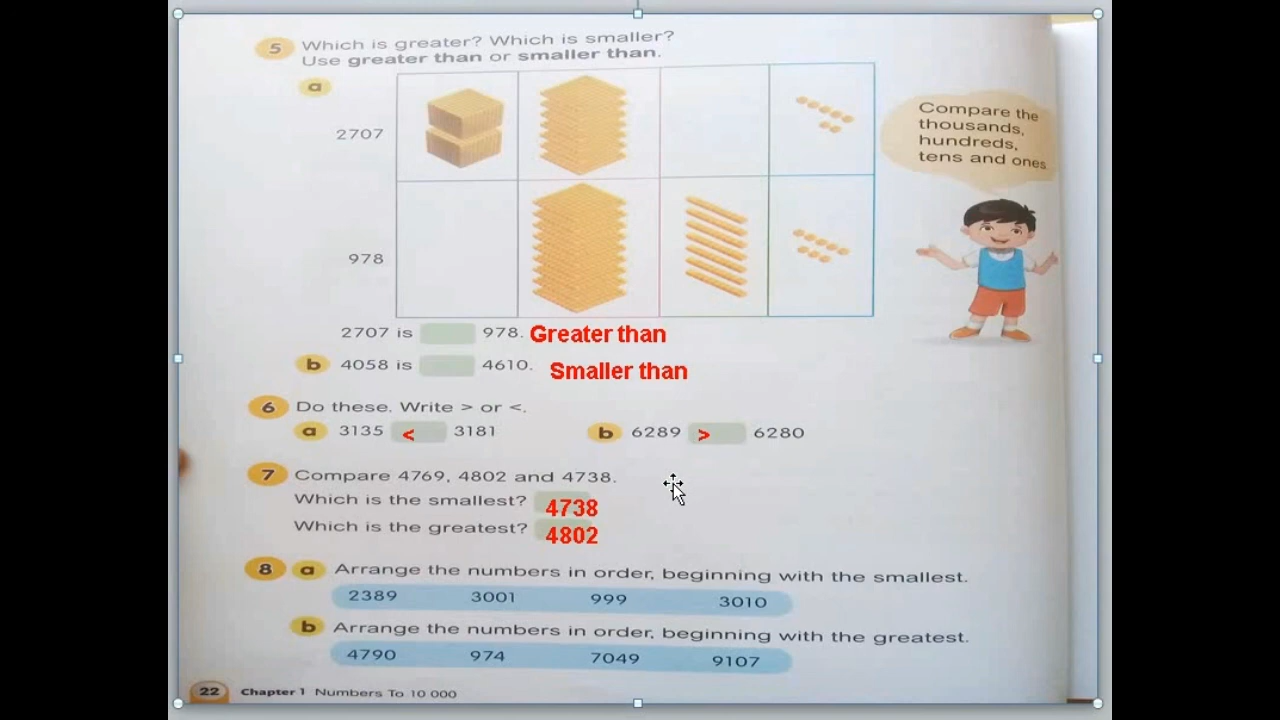 5 Which is greater? Which is smaller?
Use greater than or smaller than.
a
2707
978
Compare the
thousands,
hundreds,
tens and ones
2707 is 978. Greater than
b 4058 is 4610. Smaller than
6 Do these. Write > or <.
a 3135 < 3181 b 6289 > 6280
7 Compare 4769, 4802 and 4738.
Which is the smallest? 4738
Which is the greatest? 4802
8 a Arrange the numbers in order, beginning with the smallest.
2389 3001 999 3010
b Arrange the numbers in order, beginning with the greatest.
4790 974 7049 9107
22 Chapter 1 Numbers To 10 000